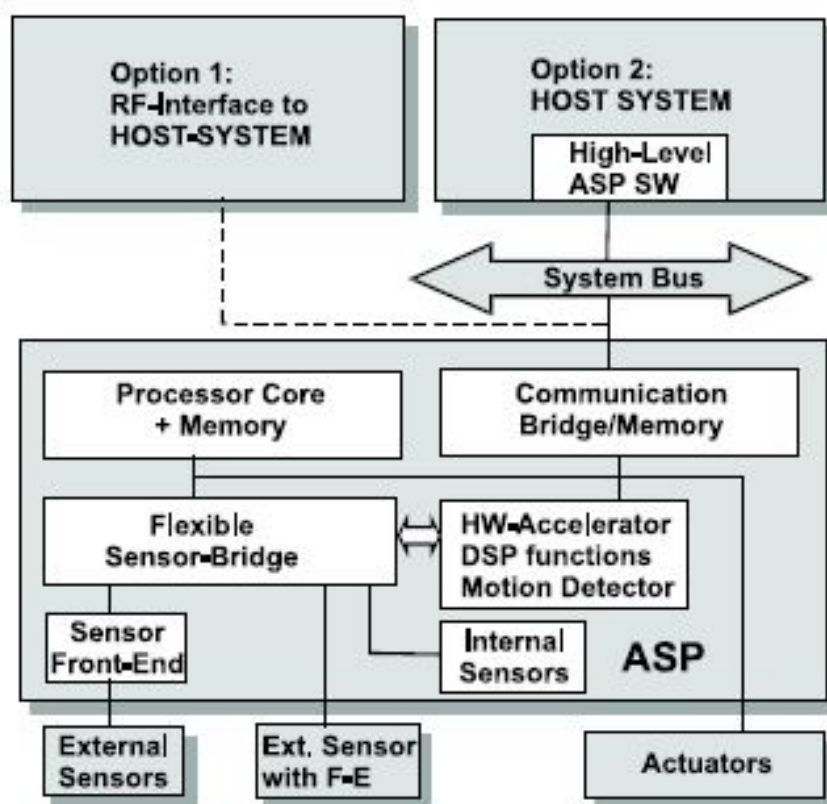 Option 1:
RF-Interface to
HOST-SYSTEM
Option 2:
HOST SYSTEM
High-Level
ASP SW
System Bus
Processor Core
+ Memory
Communication
Bridge/Memory
Flexible
Sensor-Bridge
HW-Accelerator
DSP functions
Motion Detector
Sensor
Front-End
Internal
Sensors
ASP
External
Sensors
Ext. Sensor
with F-E
Actuators